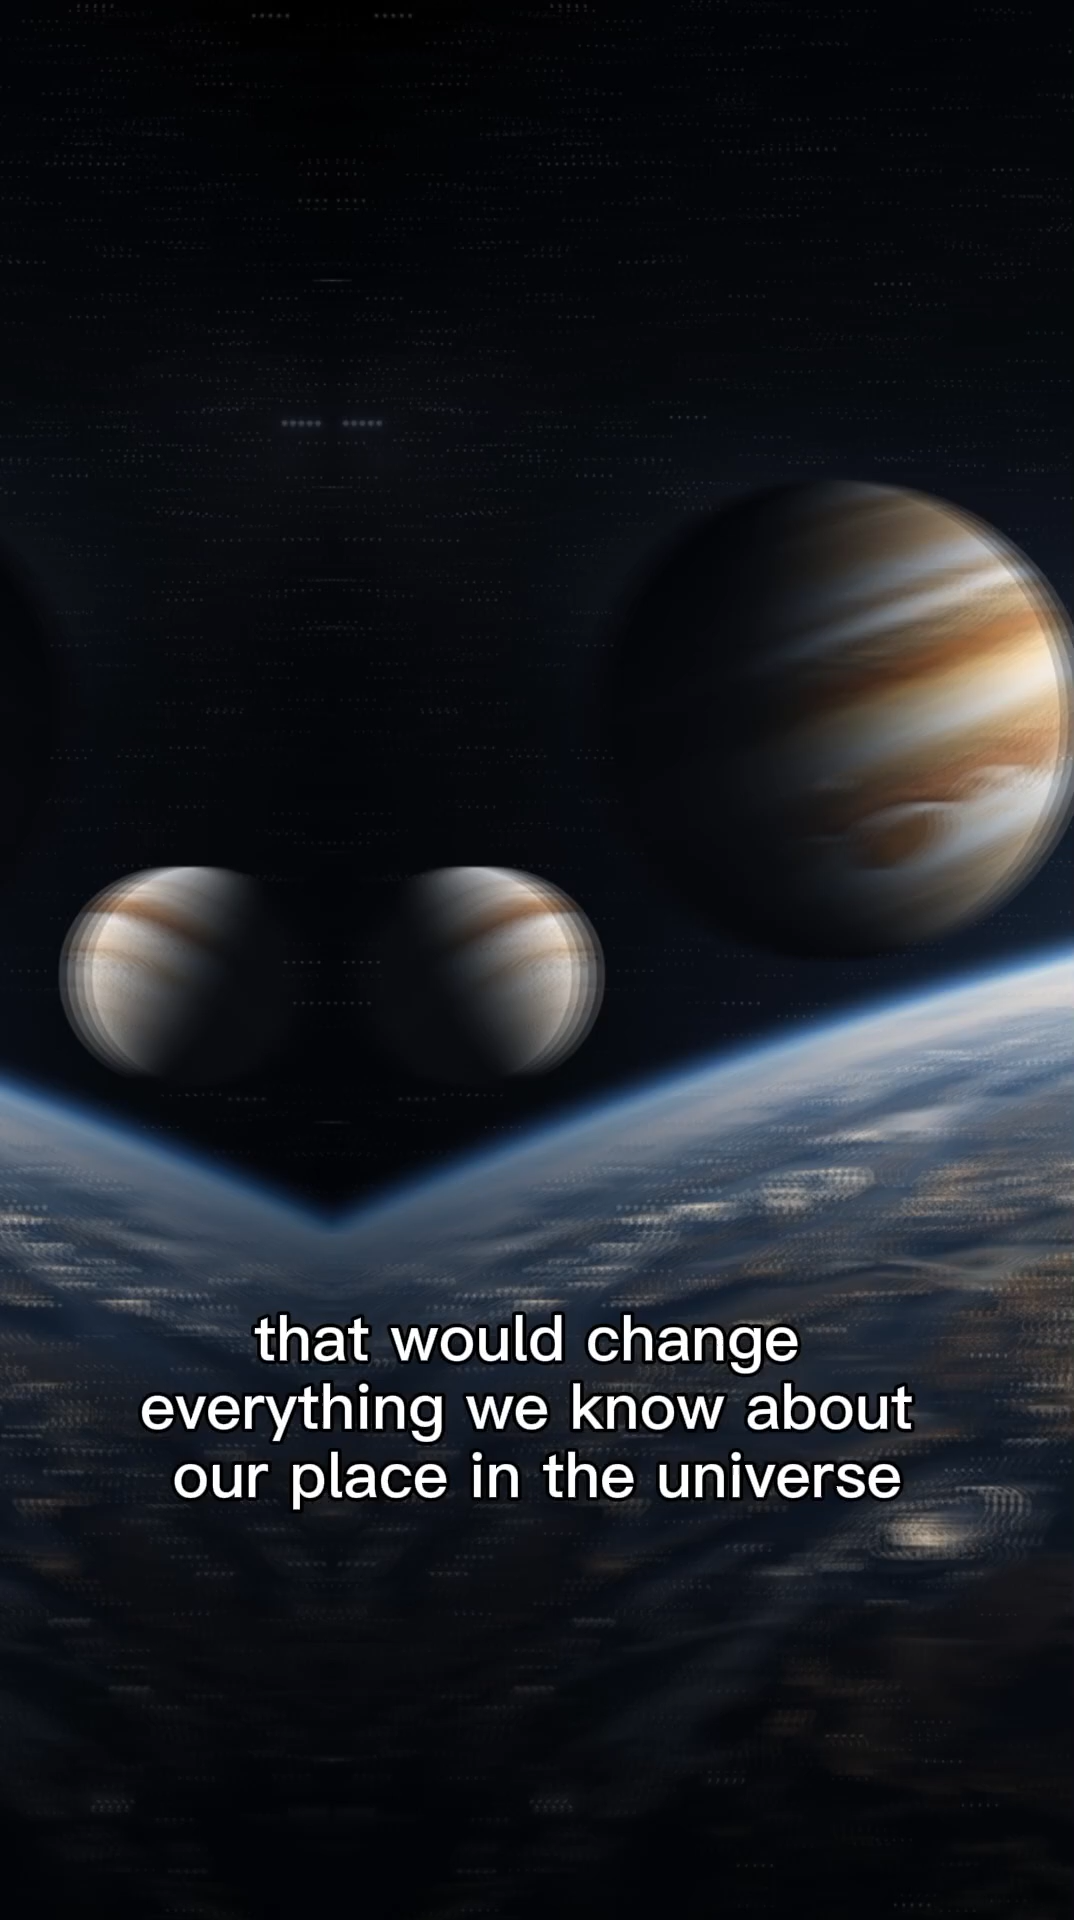 that would change
everything we know about
our place in the universe